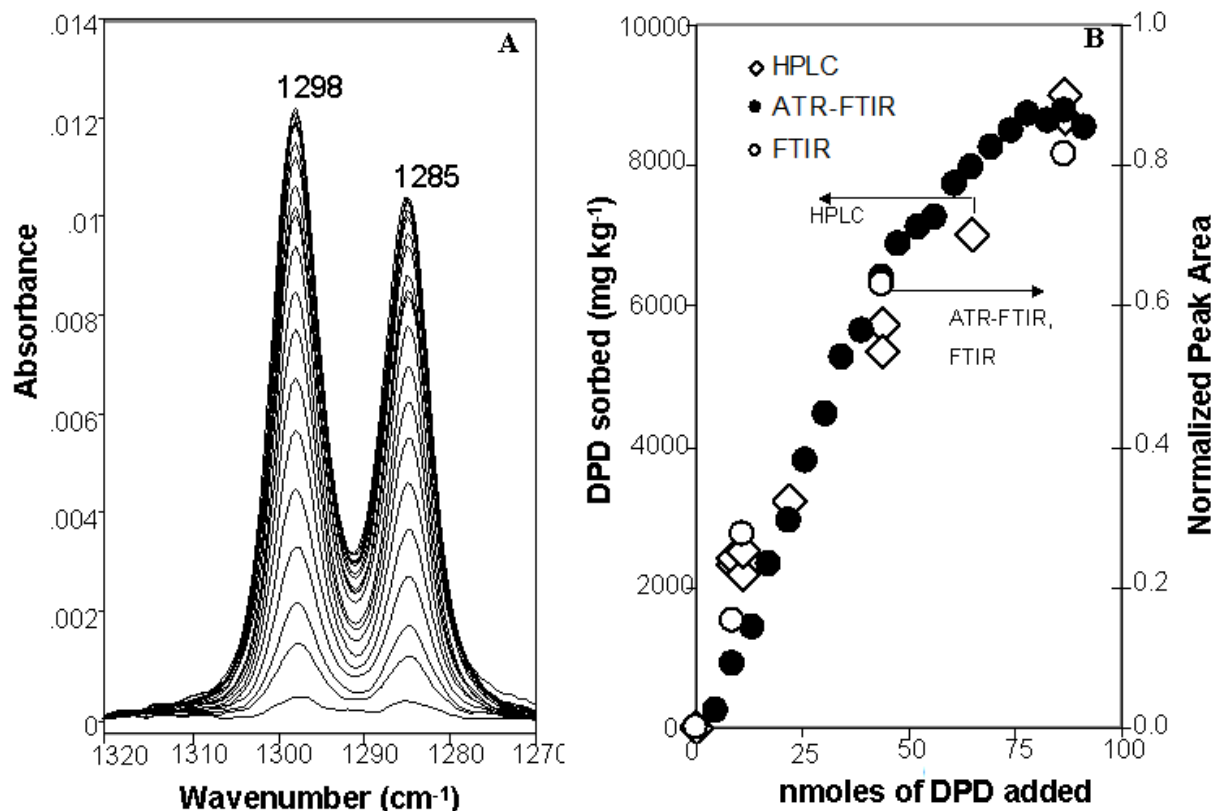 A
.014
.012
.01
.008
.006
.004
.002
0
1298
1285
1320
1310
1300
1290
1280
1270
Absorbance
Wavenumber (cm-1)
B
10000
8000
6000
4000
2000
0
DPD sorbed (mg kg-1)
HPLC
ATR-FTIR
FTIR
HPLC
ATR-FTIR,
FTIR
1.0
0.8
0.6
0.4
0.2
0.0
Normalized Peak Area
0
25
50
75
100
nmoles of DPD added